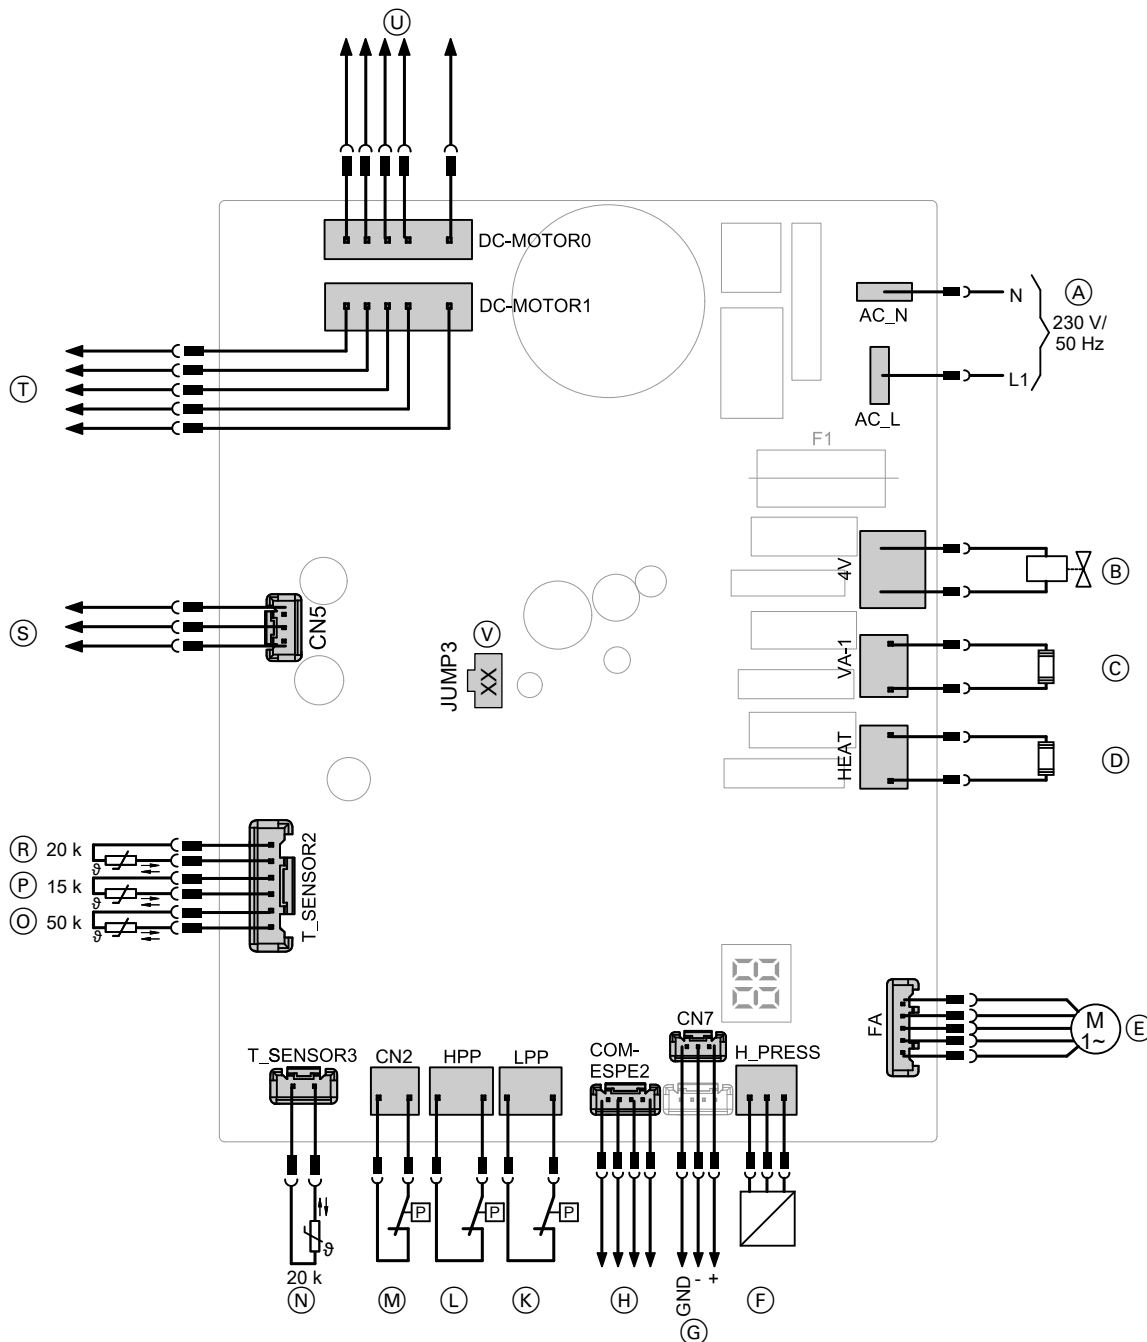 U
DC-MOTOR0
DC-MOTOR1
T
AC_N
N
A
230 V/
50 Hz
L1
AC_L
F1
4V
B
S
CN5
JUMP3
V
XX
VA-1
C
HEAT
D
R 20 k
ϑ
P 15 k
ϑ
O 50 k
ϑ
T_SENSOR2
FA
M
1~
E
T_SENSOR3
CN2
HPP
LPP
COM-
ESPE2
CN7
H_PRESS
P
P
P
ϑ
20 k
GND
-
+
N
M
L
K
H
G
F